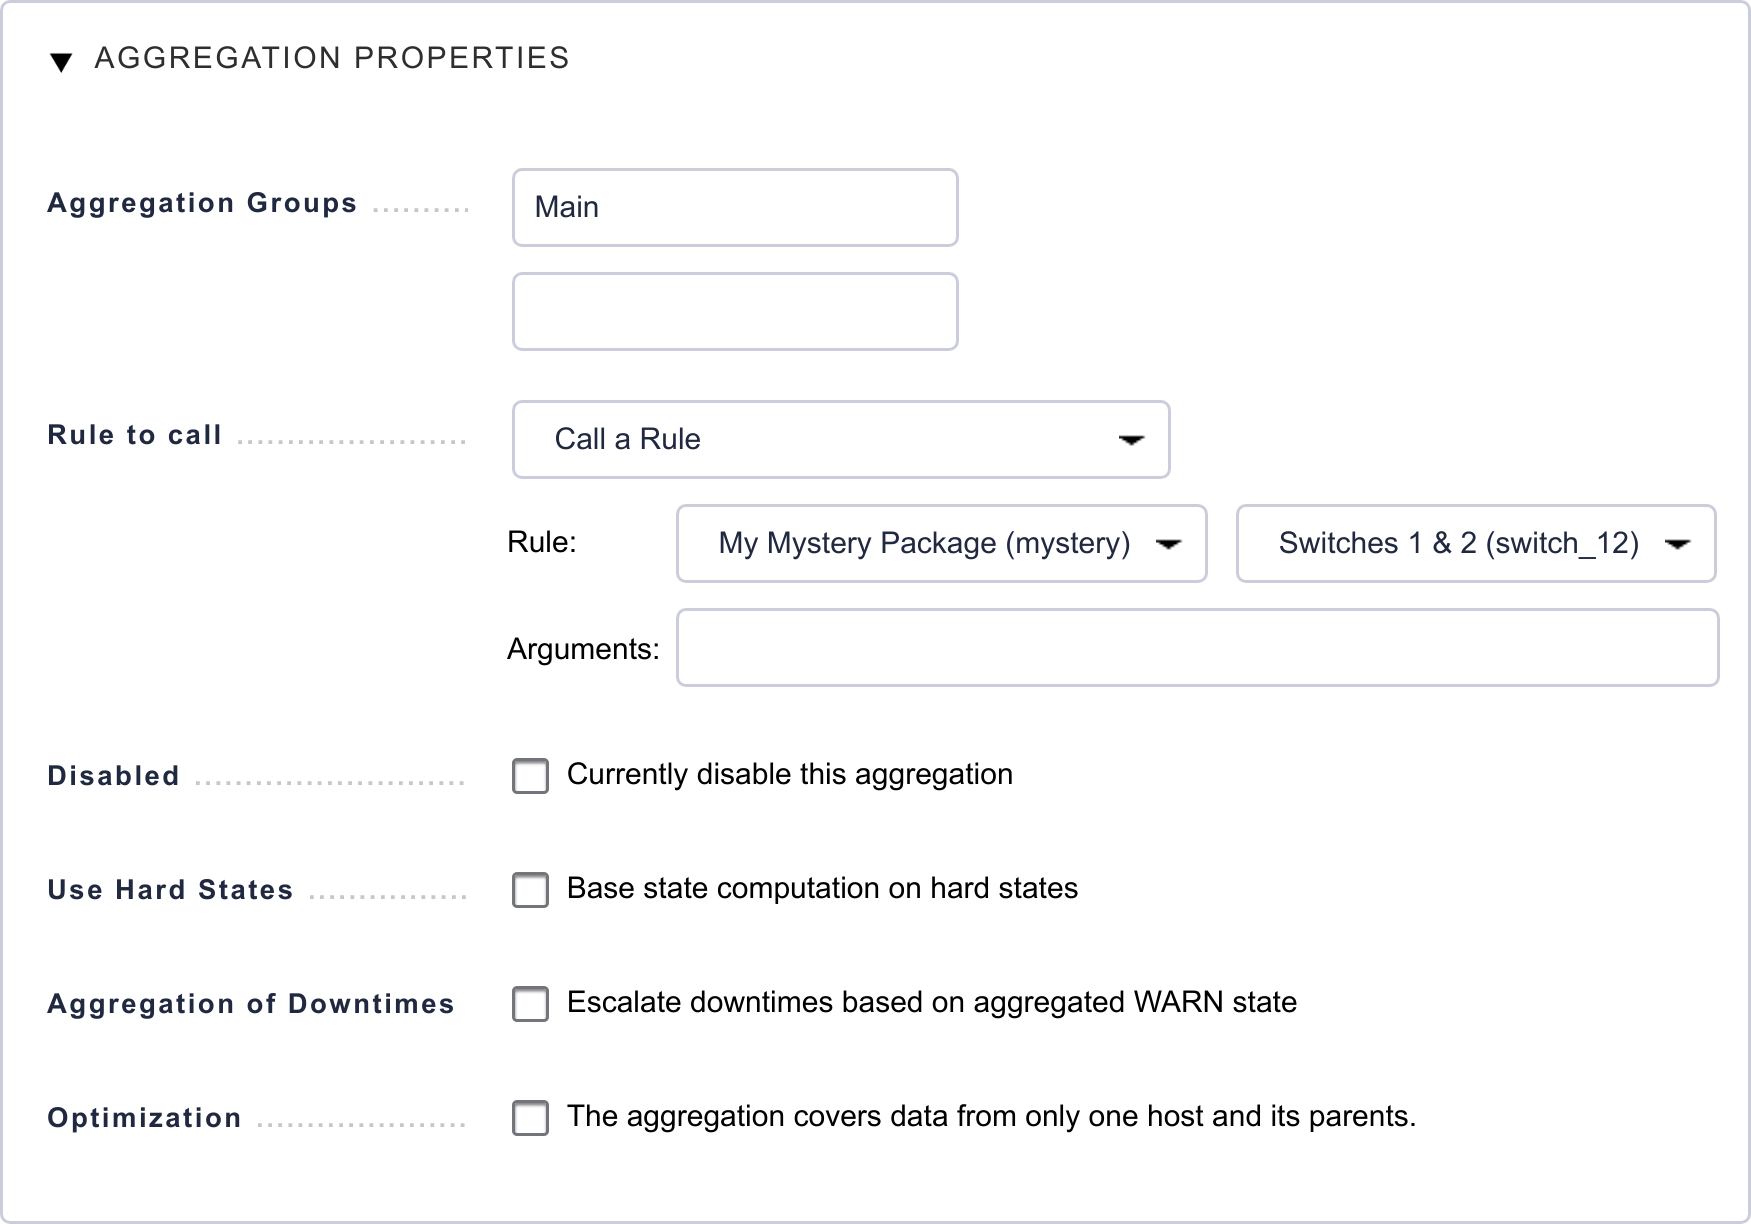 AGGREGATION PROPERTIES
Aggregation Groups
Main
Rule to call
Call a Rule
Rule: My Mystery Package (mystery) Switches 1 & 2 (switch_12)
Arguments:
Disabled Currently disable this aggregation
Use Hard States Base state computation on hard states
Aggregation of Downtimes Escalate downtimes based on aggregated WARN state
Optimization The aggregation covers data from only one host and its parents.